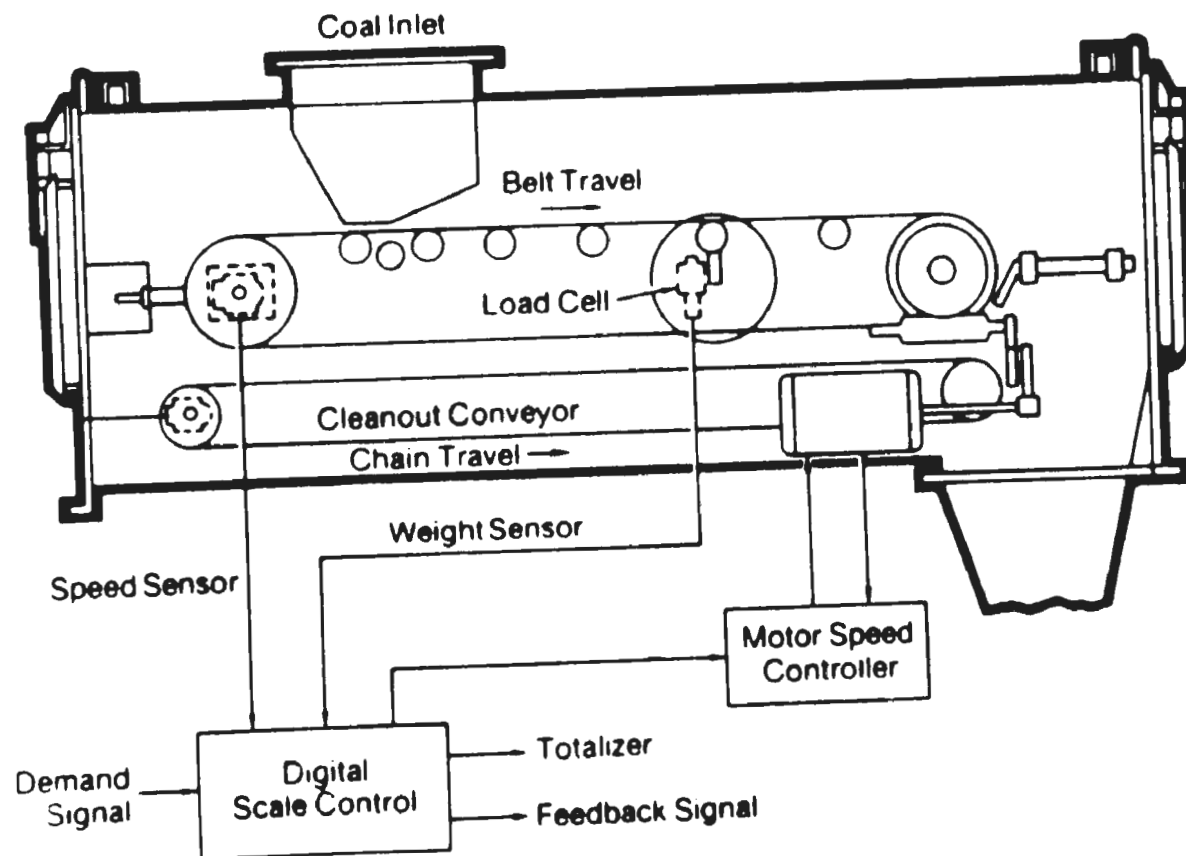 Coal Inlet
Belt Travel
Load Cell
Cleanout Conveyor
Chain Travel
Weight Sensor
Speed Sensor
Motor Speed
Controller
Demand
Signal
Digital
Scale Control
Totalizer
Feedback Signal